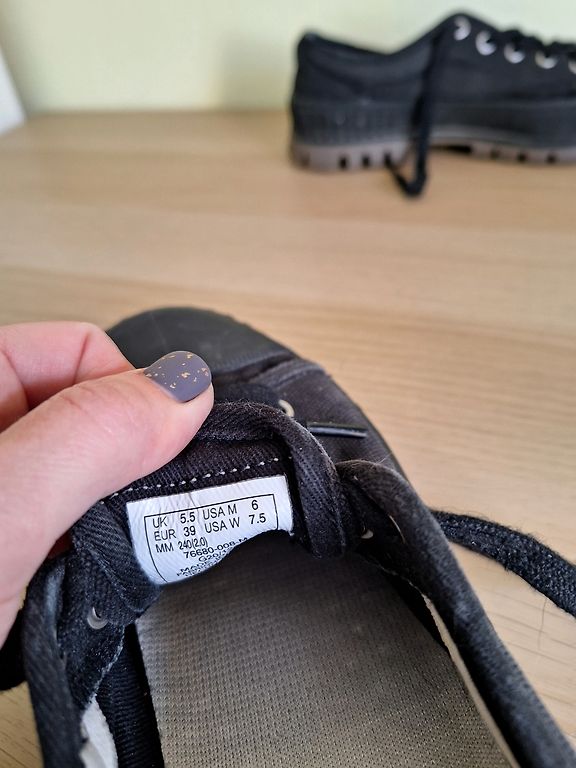 UK 5.5 USA M 6
EUR 39 USA W 7.5
MM 240(2.0)
76680-008-M